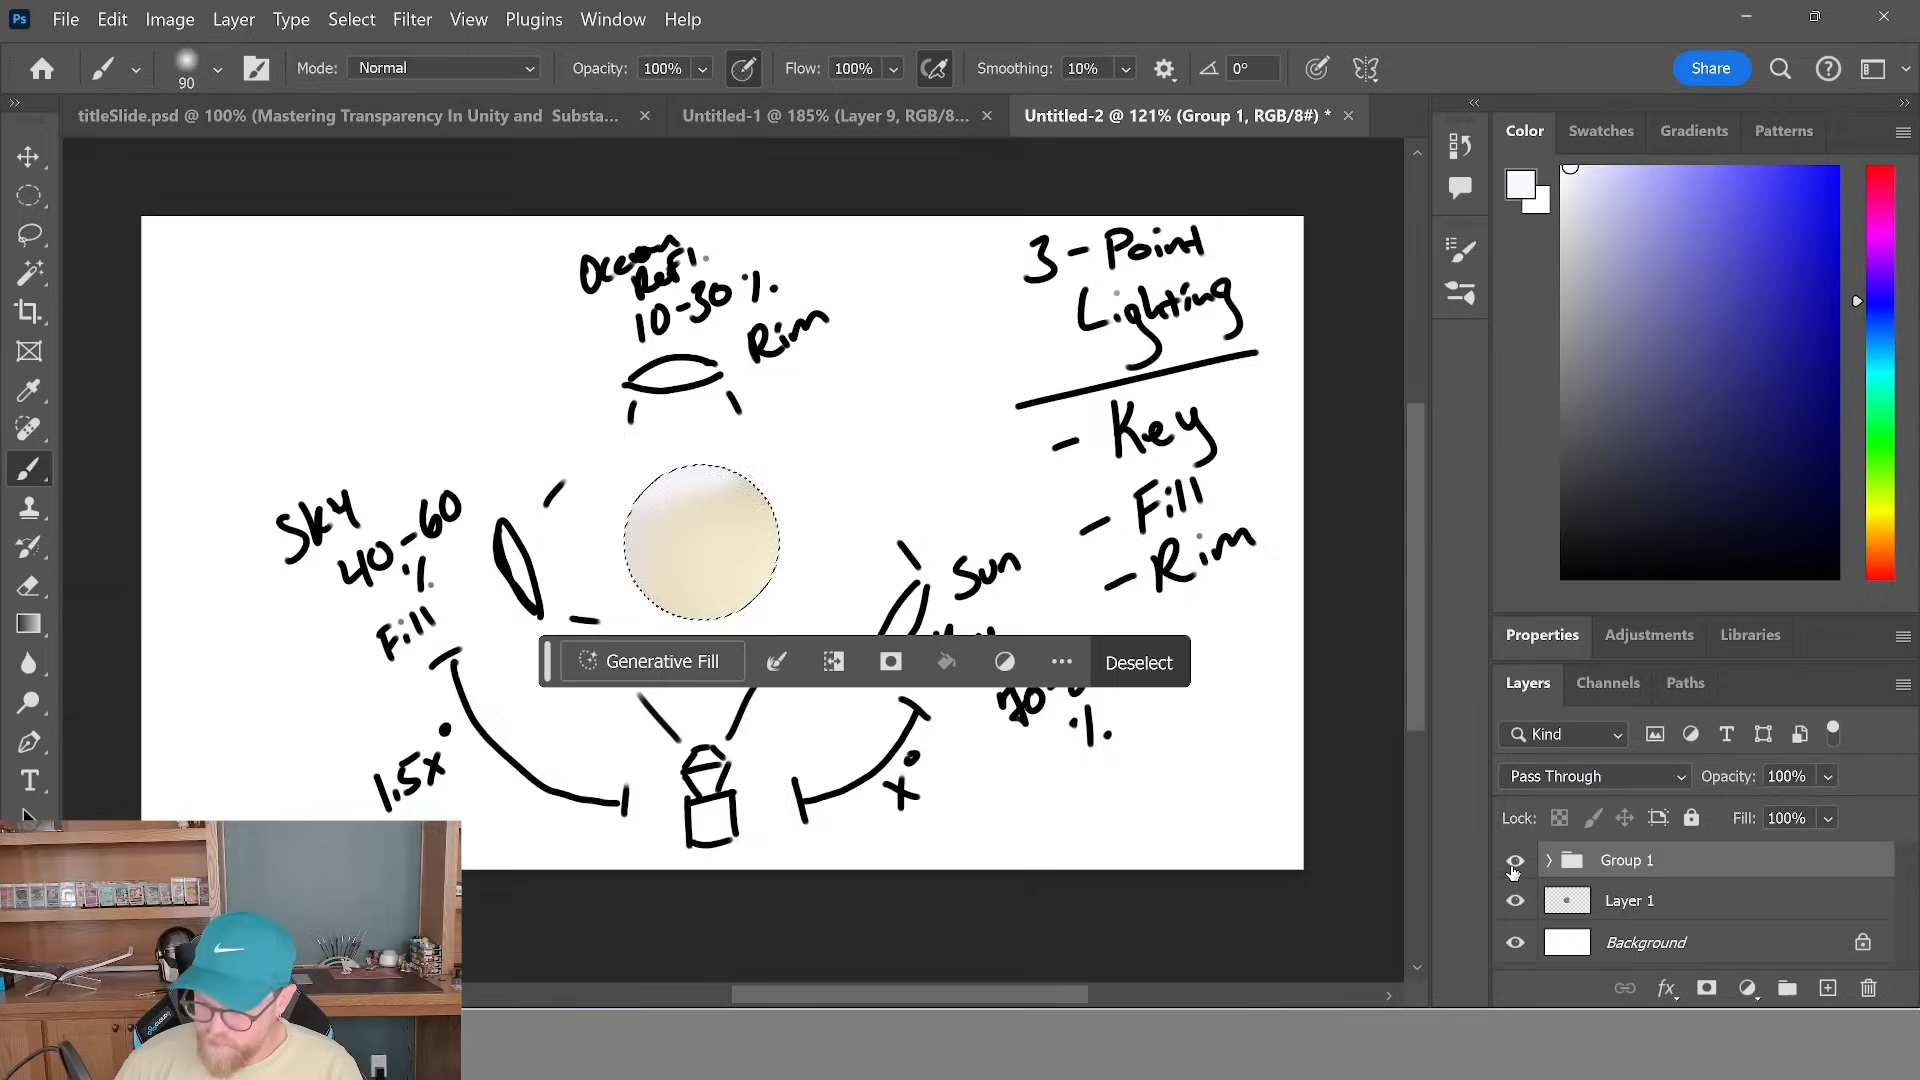 Ps File Edit Image Layer Type Select Filter View Plugins Window Help
90 Mode: Normal Opacity: 100% Flow: 100% Smoothing: 10% 0° Share
titleSlide.psd @ 100% (Mastering Transparency In Unity and Substa...
Untitled-1 @ 185% (Layer 9, RGB/8...
Untitled-2 @ 121% (Group 1, RGB/8#) *
Ocean
Refl.
10-30%
Rim
3-Point
Lighting
- Key
- Fill
- Rim
Sky
40-60
%
Fill
Sun
70-
%
1.5x°
x°
Generative Fill
Deselect
Color Swatches Gradients Patterns
Properties Adjustments Libraries
Layers Channels Paths
Kind
Pass Through Opacity: 100%
Lock: Fill: 100%
Group 1
Layer 1
Background
fx